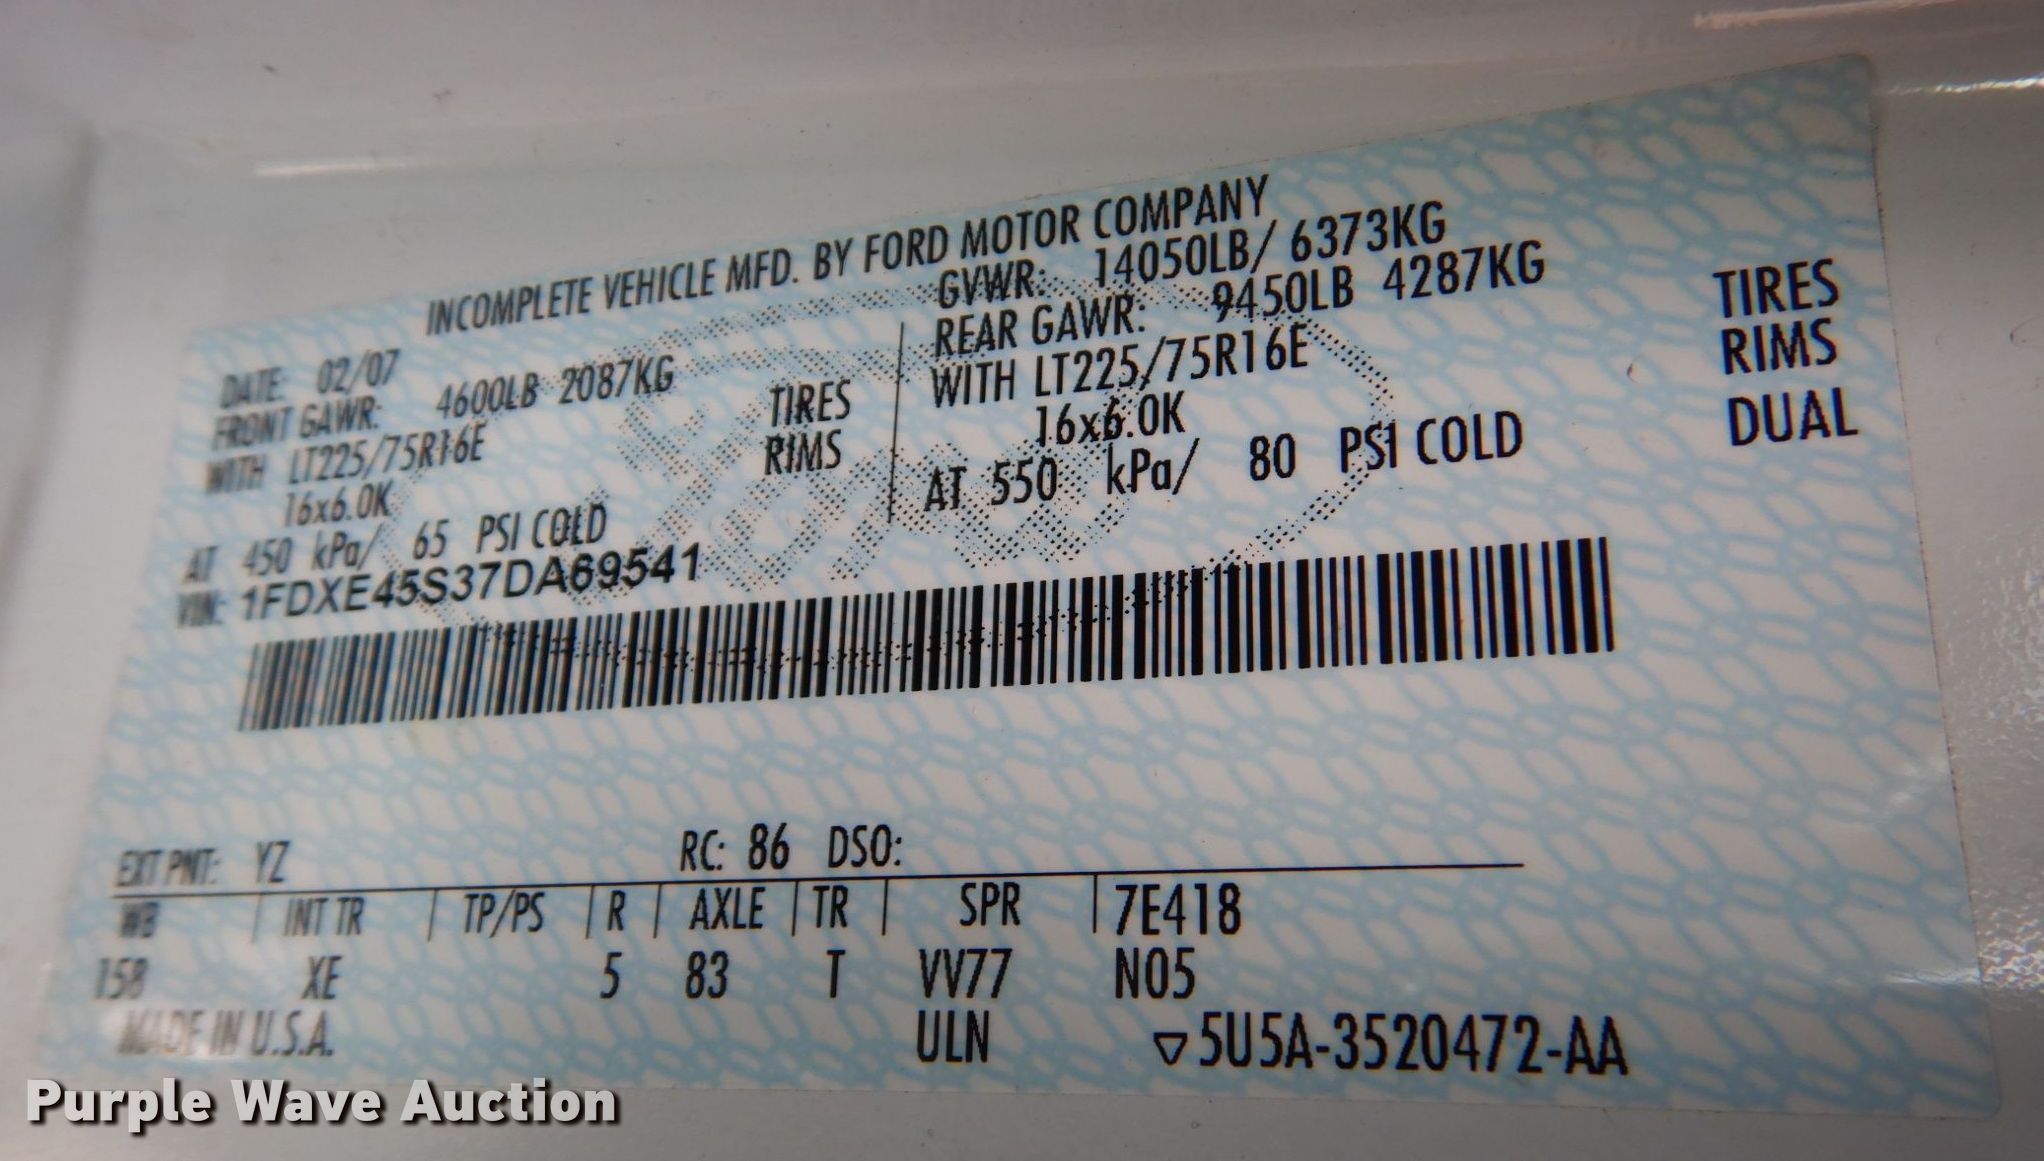 INCOMPLETE VEHICLE MFD. BY FORD MOTOR COMPANY
DATE: 02/07 GVWR: 14050LB/ 6373KG
FRONT GAWR: 4600LB 2087KG REAR GAWR: 9450LB 4287KG
WITH LT225/75R16E TIRES WITH LT225/75R16E TIRES
16x6.0K RIMS 16x6.0K RIMS
AT 450 kPa/ 65 PSI COLD AT 550 kPa/ 80 PSI COLD DUAL
VIN: 1FDXE45S37DA69541
EXT PNT: YZ RC: 86 DSO:
WB INT TR TP/PS R AXLE TR SPR 7E418
158 XE 5 83 T VV77 N05
MADE IN U.S.A. ULN ▽5U5A-3520472-AA
Purple Wave Auction